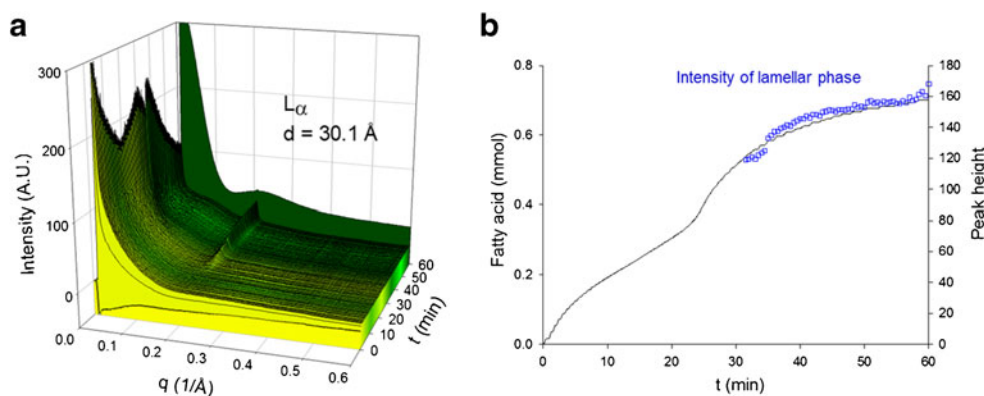 a
Intensity (A.U.)
300
200
100
0
Lα
d = 30.1 Å
0.0 0.1 0.2 0.3 0.4 0.5 0.6
q (1/Å)
0 10 20 30 40 50 60
t (min)
b
Fatty acid (mmol)
0.8
0.6
0.4
0.2
0.0
Intensity of lamellar phase
180
160
140
120
100
80
60
40
20
0
Peak height
0 10 20 30 40 50 60
t (min)